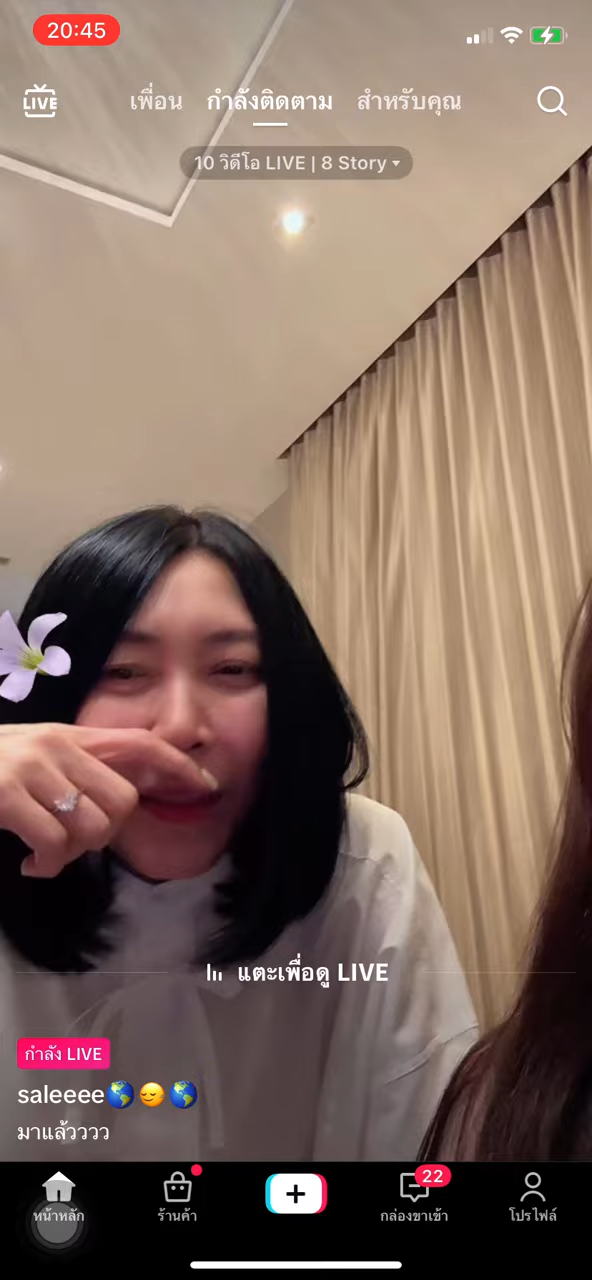 20:45
LIVE
เพื่อน กำลังติดตาม สำหรับคุณ
10 วิดีโอ LIVE | 8 Story
แตะเพื่อดู LIVE
กำลัง LIVE
saleeee🌎😏🌎
มาแล้วววว
22
หน้าหลัก ร้านค้า กล่องขาเข้า โปรไฟล์